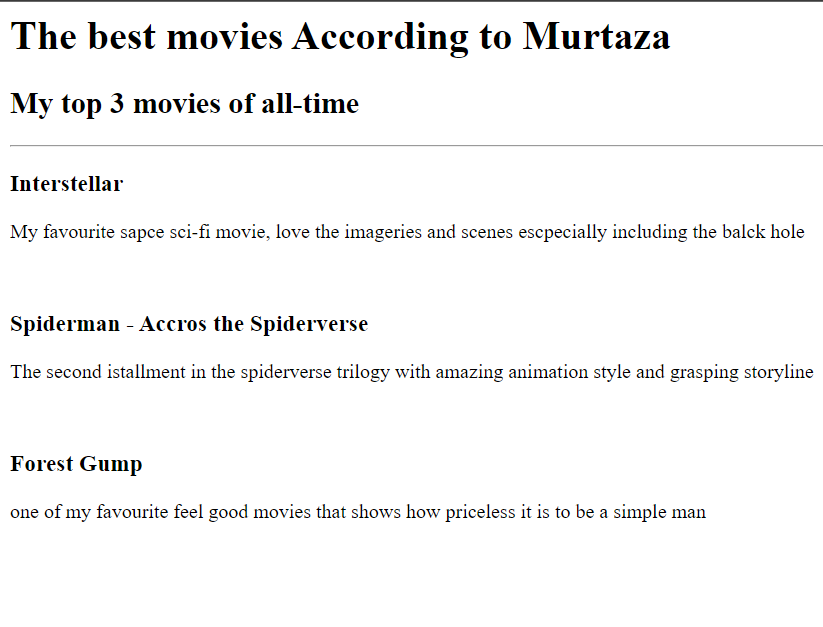 The best movies According to Murtaza
My top 3 movies of all-time
Interstellar
My favourite sapce sci-fi movie, love the imageries and scenes escpecially including the balck hole
Spiderman - Accros the Spiderverse
The second istallment in the spiderverse trilogy with amazing animation style and grasping storyline
Forest Gump
one of my favourite feel good movies that shows how priceless it is to be a simple man